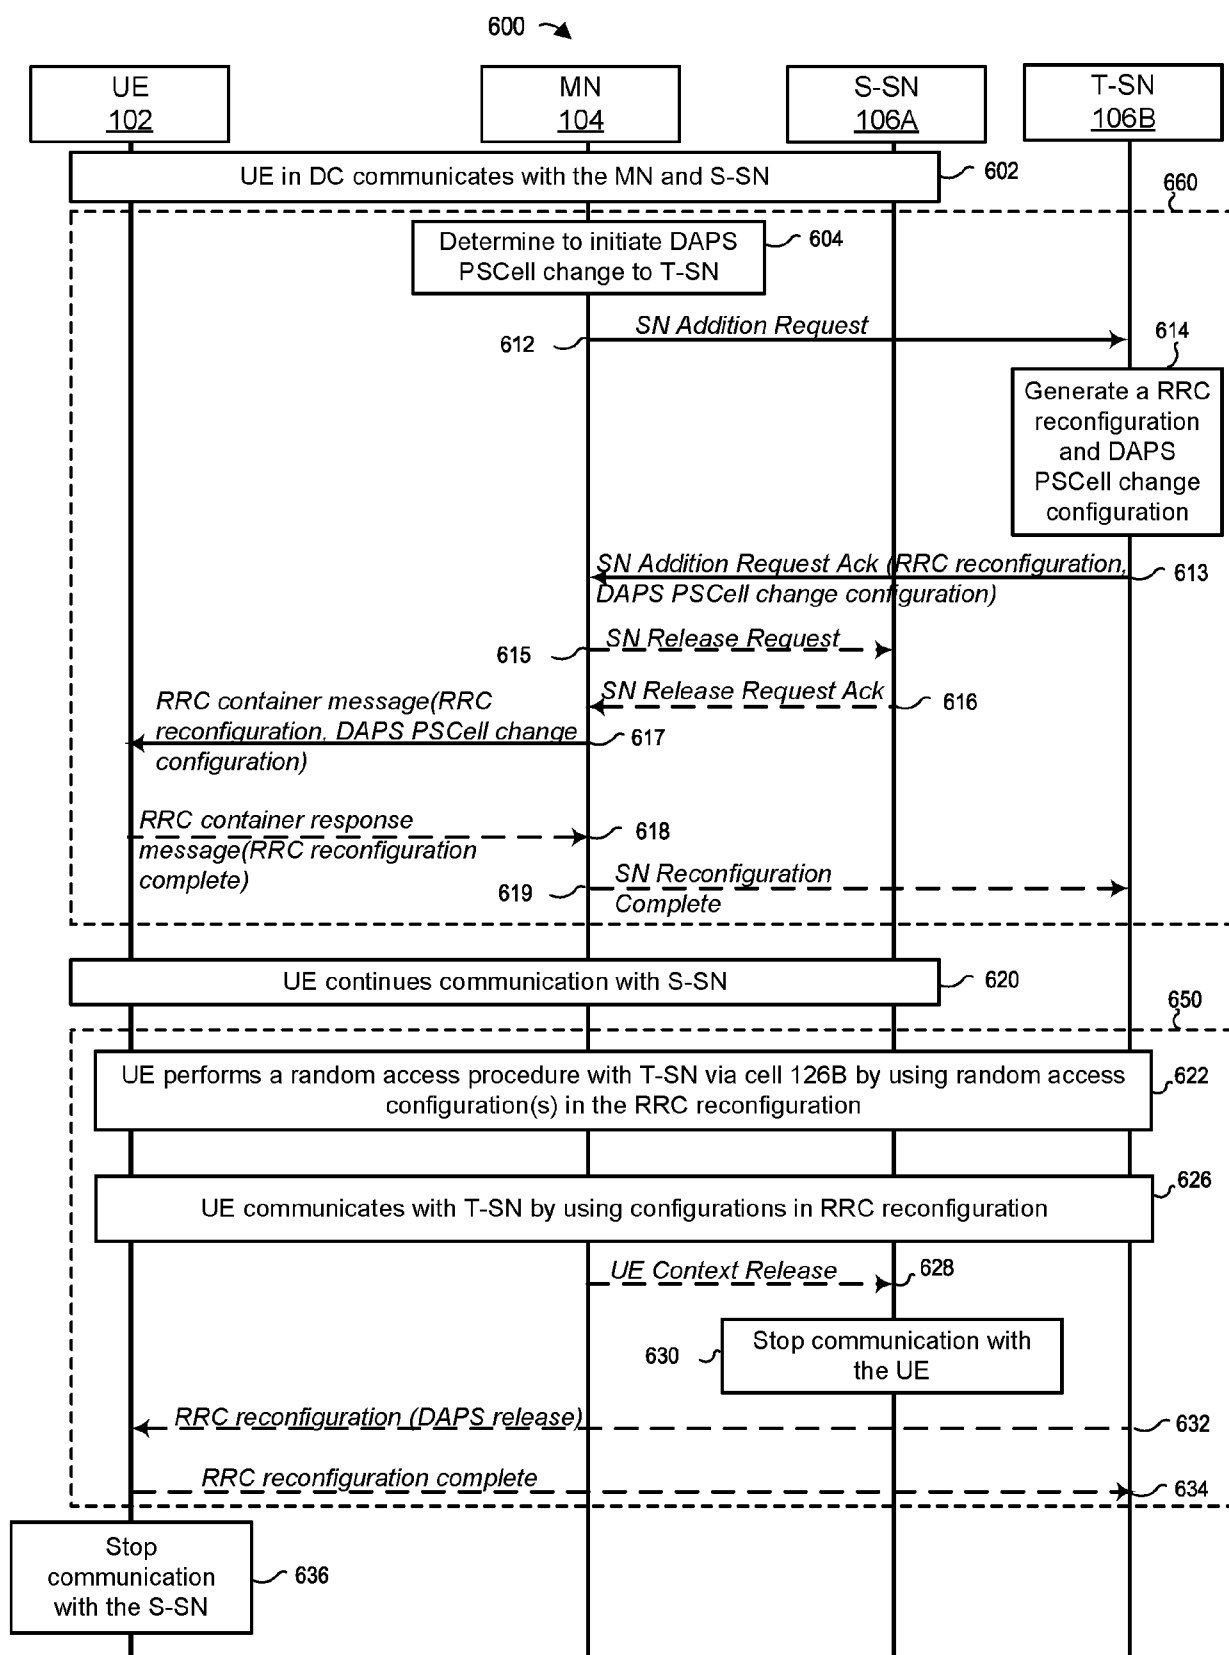 600
UE
102
MN
104
S-SN
106A
T-SN
106B
UE in DC communicates with the MN and S-SN
602
660
Determine to initiate DAPS
PSCell change to T-SN
604
SN Addition Request
612
614
Generate a RRC
reconfiguration
and DAPS
PSCell change
configuration
SN Addition Request Ack (RRC reconfiguration,
DAPS PSCell change configuration)
613
SN Release Request
615
SN Release Request Ack
616
RRC container message(RRC
reconfiguration, DAPS PSCell change
configuration)
617
RRC container response
message(RRC reconfiguration
complete)
618
SN Reconfiguration
Complete
619
UE continues communication with S-SN
620
650
UE performs a random access procedure with T-SN via cell 126B by using random access
configuration(s) in the RRC reconfiguration
622
UE communicates with T-SN by using configurations in RRC reconfiguration
626
UE Context Release
628
Stop communication with
the UE
630
RRC reconfiguration (DAPS release)
632
RRC reconfiguration complete
634
Stop
communication
with the S-SN
636